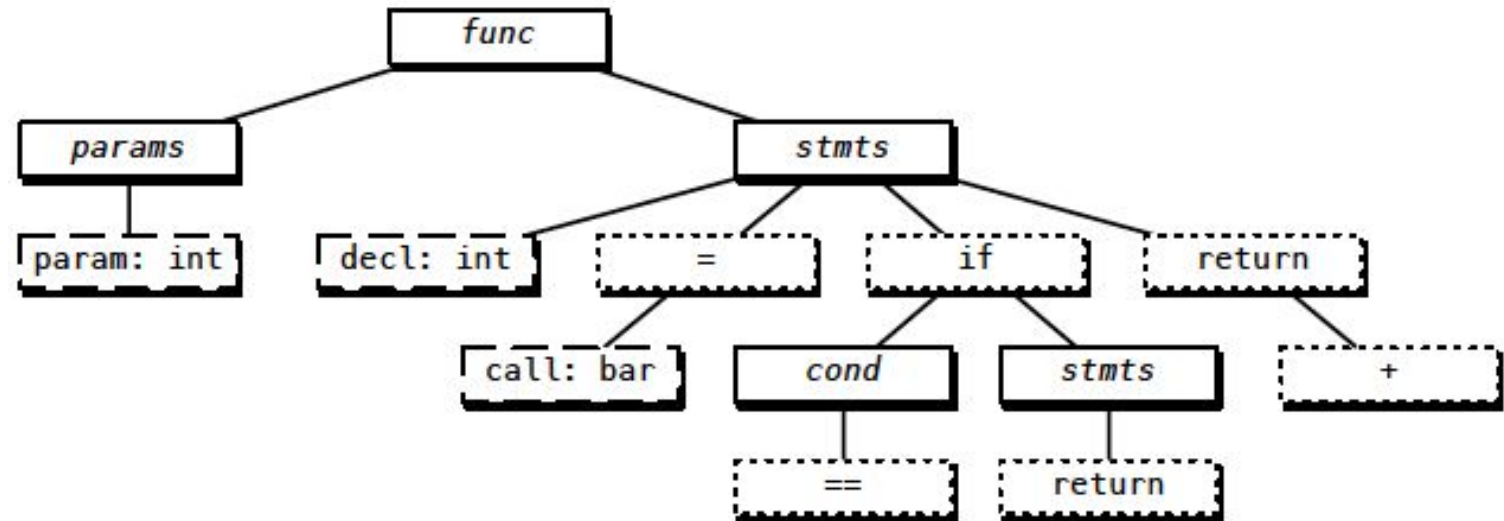 func
params
stmts
param: int
decl: int
=
if
return
call: bar
cond
stmts
+
==
return